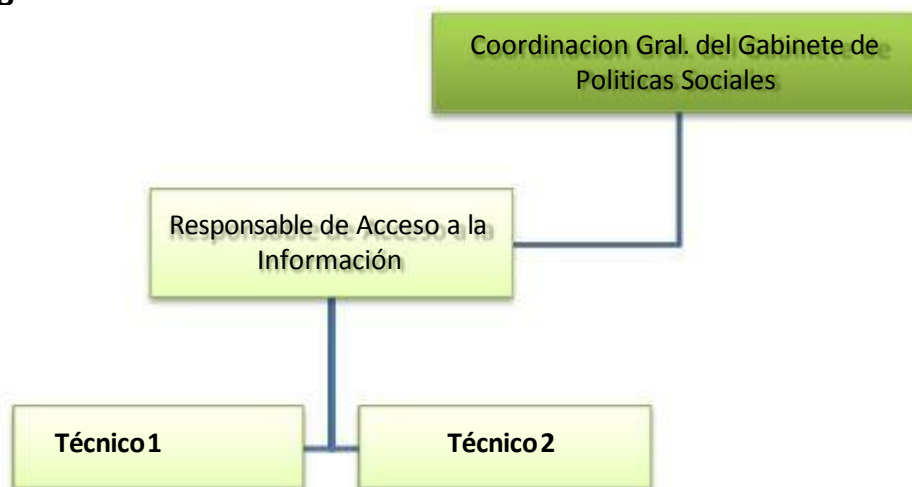 Coordinacion Gral. del Gabinete de
Politicas Sociales
Responsable de Acceso a la
Información
Técnico1
Técnico2